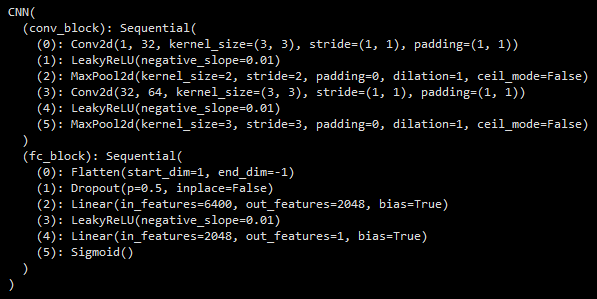 CNN(
  (conv_block): Sequential(
    (0): Conv2d(1, 32, kernel_size=(3, 3), stride=(1, 1), padding=(1, 1))
    (1): LeakyReLU(negative_slope=0.01)
    (2): MaxPool2d(kernel_size=2, stride=2, padding=0, dilation=1, ceil_mode=False)
    (3): Conv2d(32, 64, kernel_size=(3, 3), stride=(1, 1), padding=(1, 1))
    (4): LeakyReLU(negative_slope=0.01)
    (5): MaxPool2d(kernel_size=3, stride=3, padding=0, dilation=1, ceil_mode=False)
  )
  (fc_block): Sequential(
    (0): Flatten(start_dim=1, end_dim=-1)
    (1): Dropout(p=0.5, inplace=False)
    (2): Linear(in_features=6400, out_features=2048, bias=True)
    (3): LeakyReLU(negative_slope=0.01)
    (4): Linear(in_features=2048, out_features=1, bias=True)
    (5): Sigmoid()
  )
)